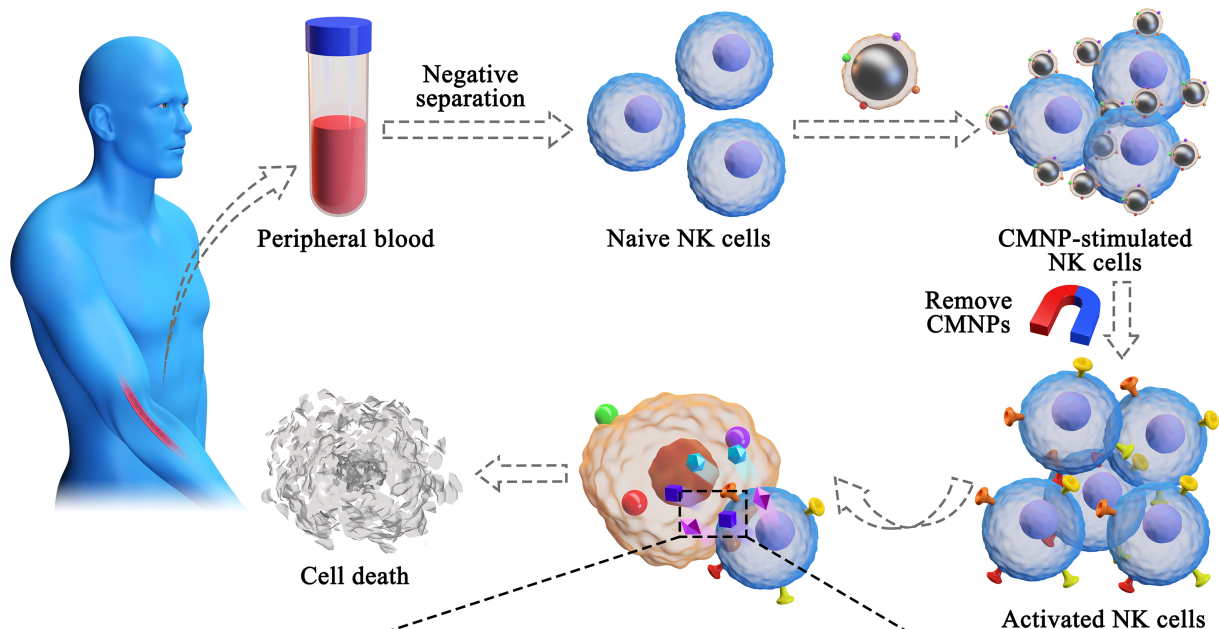 Negative
separation
Peripheral blood
Naive NK cells
CMNP-stimulated
NK cells
Remove
CMNPs
Activated NK cells
Cell death